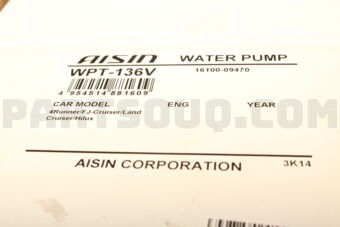 AISIN WATER PUMP
WPT-136V 16100-09470
4 954514 881609
CAR MODEL ENG YEAR
4Runner/FJ-Cruiser/Land
Cruiser/Hilux
PARTSOUQ.COM
AISIN CORPORATION 3K14